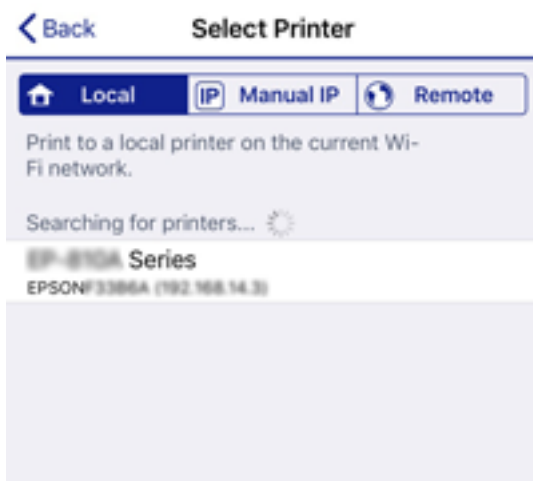 Back
Select Printer
Local
IP Manual IP
Remote
Print to a local printer on the current Wi-
Fi network.
Searching for printers...
Series
EPSON